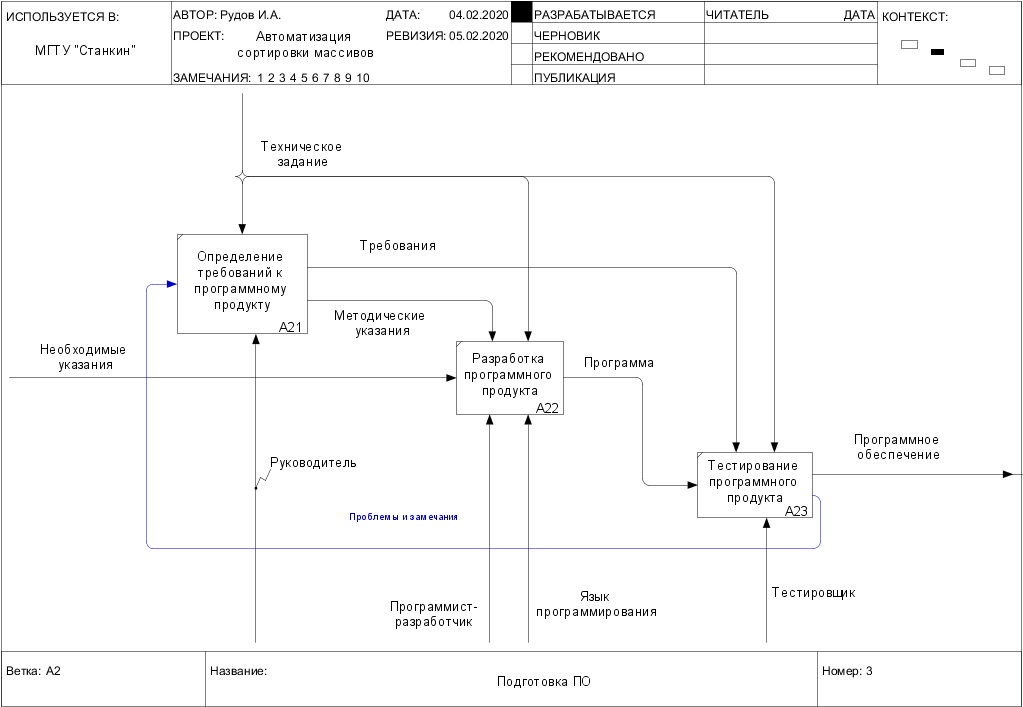 ИСПОЛЬЗУЕТСЯ В:
МГТУ "Станкин"
АВТОР: Рудов И.А.
ДАТА: 04.02.2020
ПРОЕКТ: Автоматизация
сортировки массивов
РЕВИЗИЯ: 05.02.2020
ЗАМЕЧАНИЯ: 1 2 3 4 5 6 7 8 9 10
РАЗРАБАТЫВАЕТСЯ
ЧЕРНОВИК
РЕКОМЕНДОВАНО
ПУБЛИКАЦИЯ
ЧИТАТЕЛЬ
ДАТА
КОНТЕКСТ:
Техническое
задание
Определение
требований к
программному
продукту
A21
Требования
Методические
указания
Необходимые
указания
Разработка
программного
продукта
A22
Программа
Тестирование
программного
продукта
A23
Программное
обеспечение
Руководитель
Проблемы и замечания
Программист-
разработчик
Язык
программирования
Тестировщик
Ветка: A2
Название:
Подготовка ПО
Номер: 3